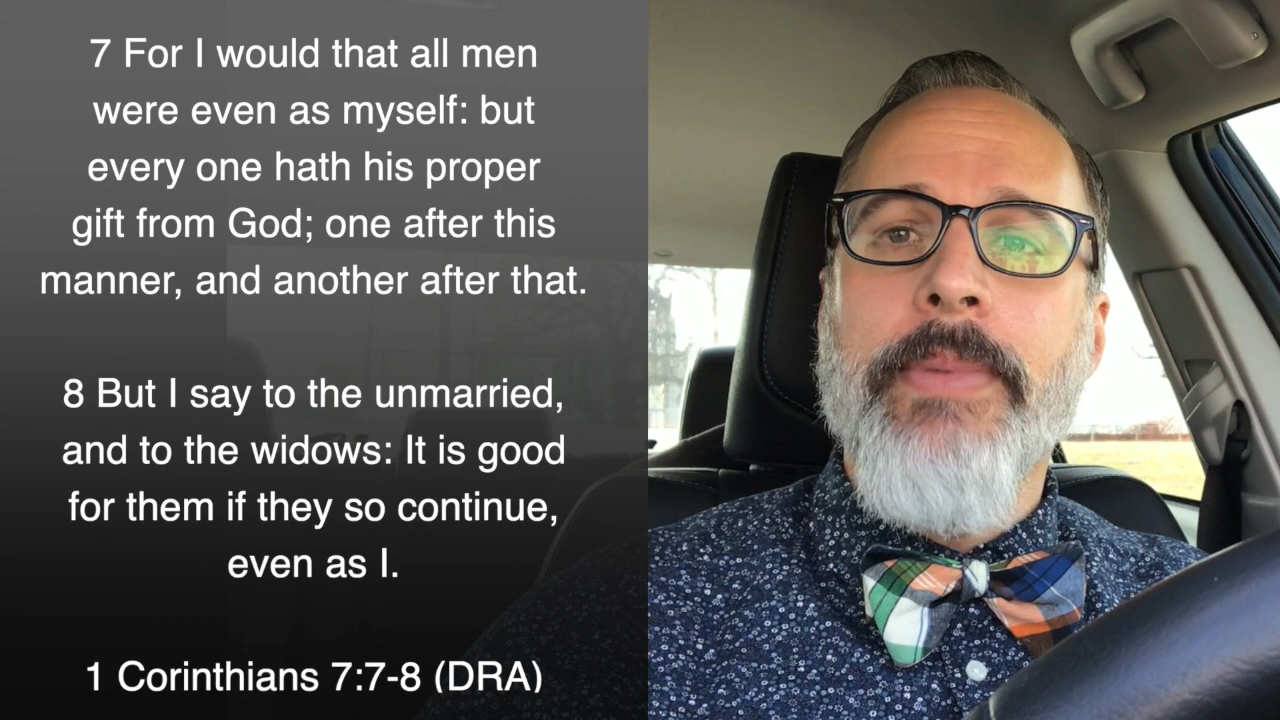 7 For I would that all men
were even as myself: but
every one hath his proper
gift from God; one after this
manner, and another after that.
8 But I say to the unmarried,
and to the widows: It is good
for them if they so continue,
even as I.
1 Corinthians 7:7-8 (DRA)